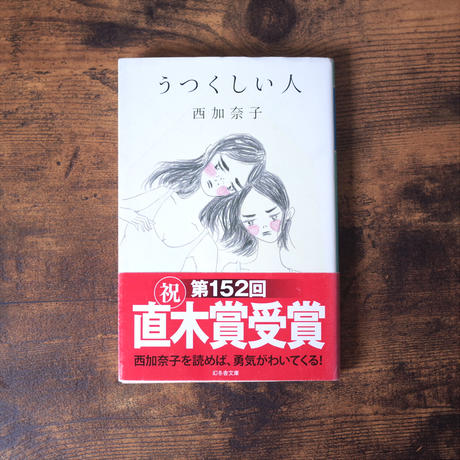 うつくしい人
西加奈子
祝 第152回
直木賞受賞
西加奈子を読めば、勇気がわいてくる!
幻冬舎文庫